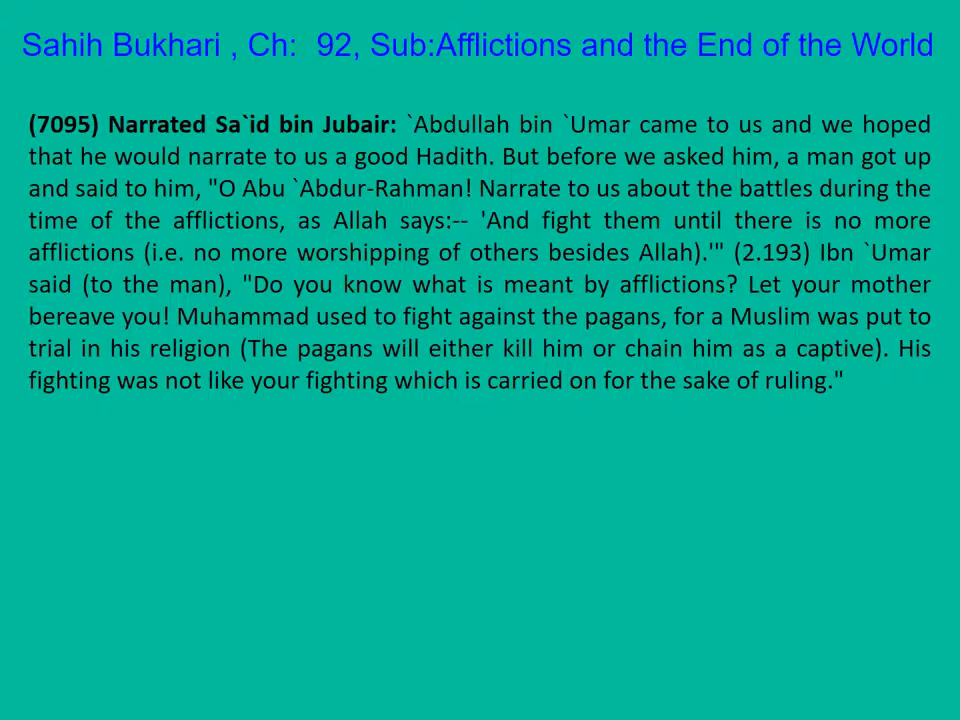 Sahih Bukhari , Ch:  92, Sub:Afflictions and the End of the World
(7095) Narrated Sa`id bin Jubair: `Abdullah bin `Umar came to us and we hoped
that he would narrate to us a good Hadith. But before we asked him, a man got up
and said to him, "O Abu `Abdur-Rahman! Narrate to us about the battles during the
time of the afflictions, as Allah says:-- 'And fight them until there is no more
afflictions (i.e. no more worshipping of others besides Allah).'" (2.193) Ibn `Umar
said (to the man), "Do you know what is meant by afflictions? Let your mother
bereave you! Muhammad used to fight against the pagans, for a Muslim was put to
trial in his religion (The pagans will either kill him or chain him as a captive). His
fighting was not like your fighting which is carried on for the sake of ruling."